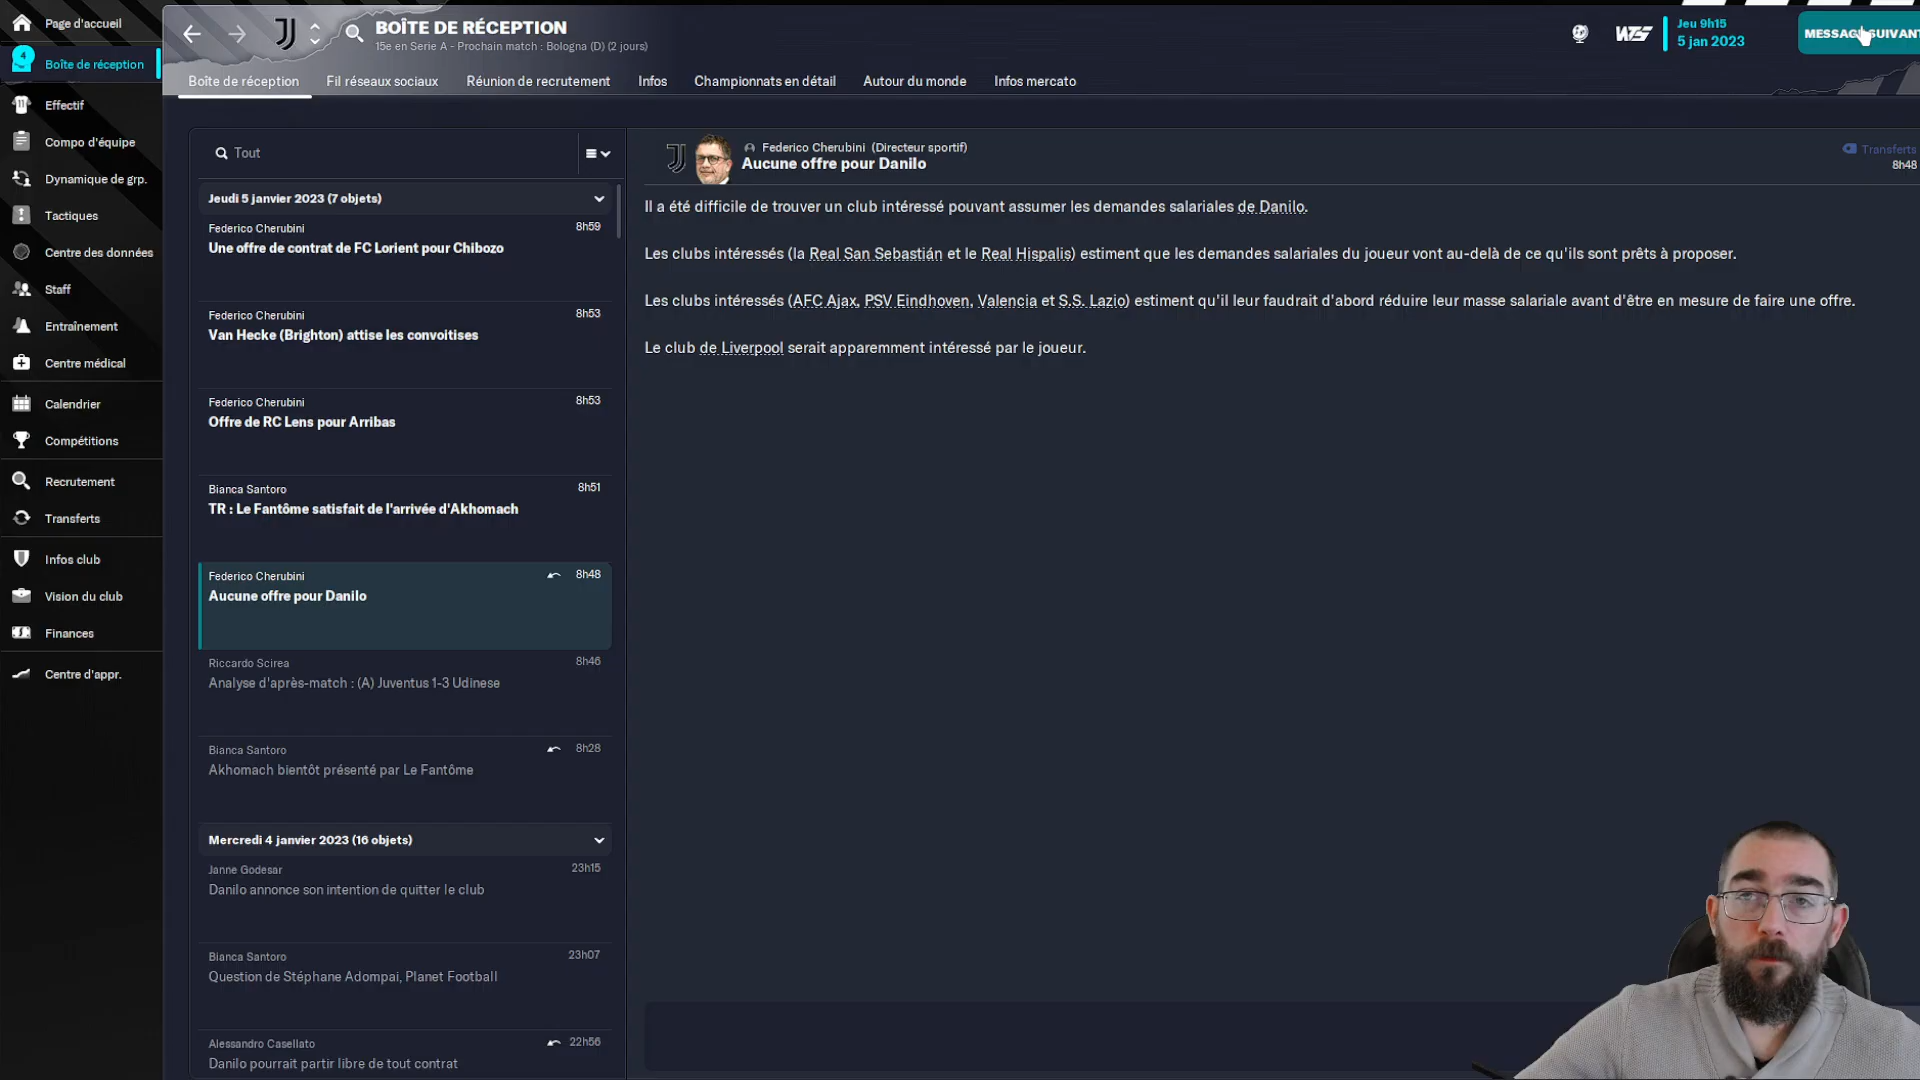 Page d'accueil
4
Boîte de réception
Effectif
Compo d'équipe
Dynamique de grp.
Tactiques
Centre des données
Staff
Entraînement
Centre médical
Calendrier
Compétitions
Recrutement
Transferts
Infos club
Vision du club
Finances
Centre d'appr.
BOÎTE DE RÉCEPTION
15e en Serie A - Prochain match : Bologna (D) (2 jours)
Jeu 9h15
5 jan 2023
MESSAGE SUIVANT
Boîte de réception
Fil réseaux sociaux
Réunion de recrutement
Infos
Championnats en détail
Autour du monde
Infos mercato
Tout
Jeudi 5 janvier 2023 (7 objets)
Federico Cherubini 8h59
Une offre de contrat de FC Lorient pour Chibozo
Federico Cherubini 8h53
Van Hecke (Brighton) attise les convoitises
Federico Cherubini 8h53
Offre de RC Lens pour Arribas
Bianca Santoro 8h51
TR : Le Fantôme satisfait de l'arrivée d'Akhomach
Federico Cherubini 8h48
Aucune offre pour Danilo
Riccardo Scirea 8h46
Analyse d'après-match : (A) Juventus 1-3 Udinese
Bianca Santoro 8h28
Akhomach bientôt présenté par Le Fantôme
Mercredi 4 janvier 2023 (16 objets)
Janne Godesar 23h15
Danilo annonce son intention de quitter le club
Bianca Santoro 23h07
Question de Stéphane Adompai, Planet Football
Alessandro Casellato 22h56
Danilo pourrait partir libre de tout contrat
Federico Cherubini (Directeur sportif)
Aucune offre pour Danilo
Transferts
8h48
Il a été difficile de trouver un club intéressé pouvant assumer les demandes salariales de Danilo.
Les clubs intéressés (la Real San Sebastián et le Real Hispalis) estiment que les demandes salariales du joueur vont au-delà de ce qu'ils sont prêts à proposer.
Les clubs intéressés (AFC Ajax, PSV Eindhoven, Valencia et S.S. Lazio) estiment qu'il leur faudrait d'abord réduire leur masse salariale avant d'être en mesure de faire une offre.
Le club de Liverpool serait apparemment intéressé par le joueur.